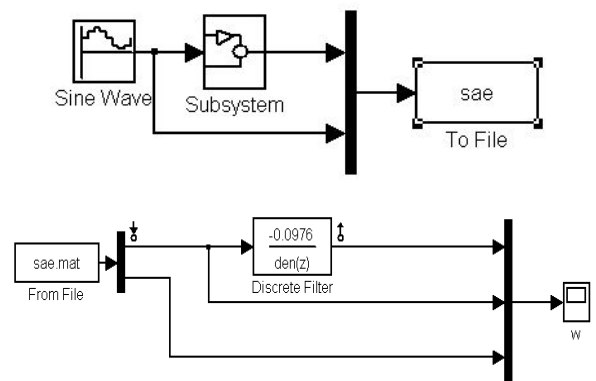 sae
Sine Wave
Subsystem
To File
-0.0976
den(z)
sae.mat
From File
Discrete Filter
w